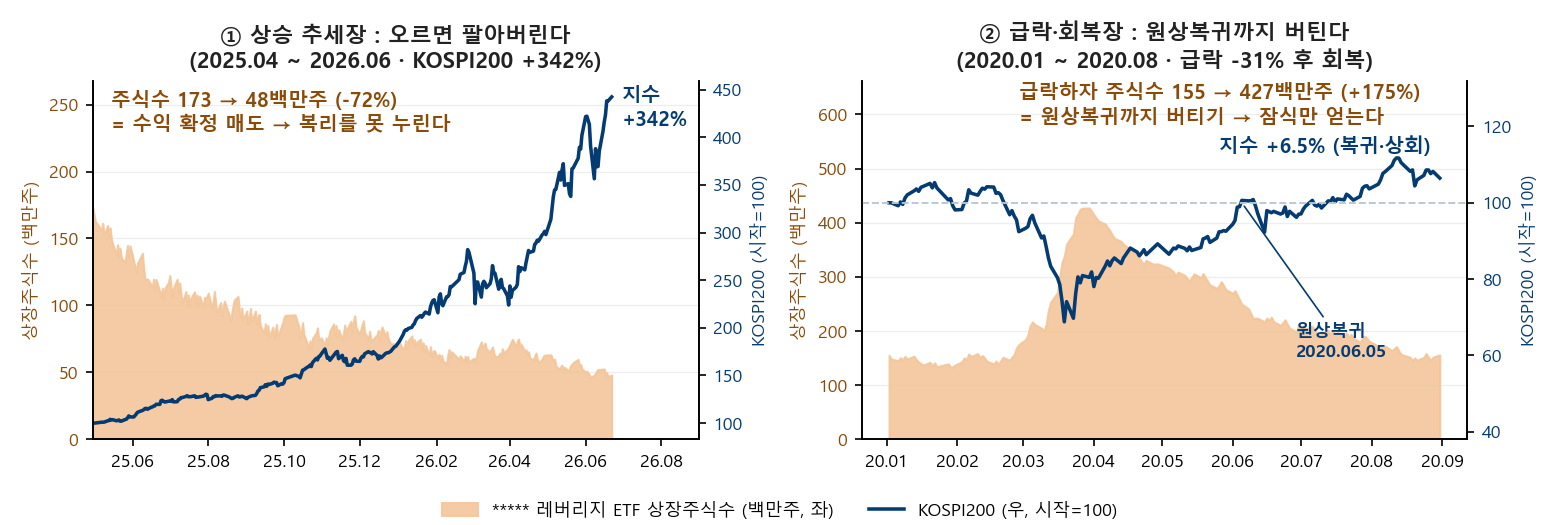 ① 상승 추세장 : 오르면 팔아버린다
(2025.04 ~ 2026.06 · KOSPI200 +342%)
주식수 173 → 48백만주 (-72%)
= 수익 확정 매도 → 복리를 못 누린다
지수
+342%
상장주식수 (백만주)
250
200
150
100
50
0
450
400
350
300
250
200
150
100
KOSPI200 (시작=100)
25.06
25.08
25.10
25.12
26.02
26.04
26.06
26.08
② 급락·회복장 : 원상복귀까지 버틴다
(2020.01 ~ 2020.08 · 급락 -31% 후 회복)
급락하자 주식수 155 → 427백만주 (+175%)
= 원상복귀까지 버티기 → 잠식만 얻는다
지수 +6.5% (복귀·상회)
원상복귀
2020.06.05
상장주식수 (백만주)
600
500
400
300
200
100
0
120
100
80
60
40
KOSPI200 (시작=100)
20.01
20.02
20.03
20.04
20.05
20.06
20.07
20.08
20.09
***** 레버리지 ETF 상장주식수 (백만주, 좌)
KOSPI200 (우, 시작=100)